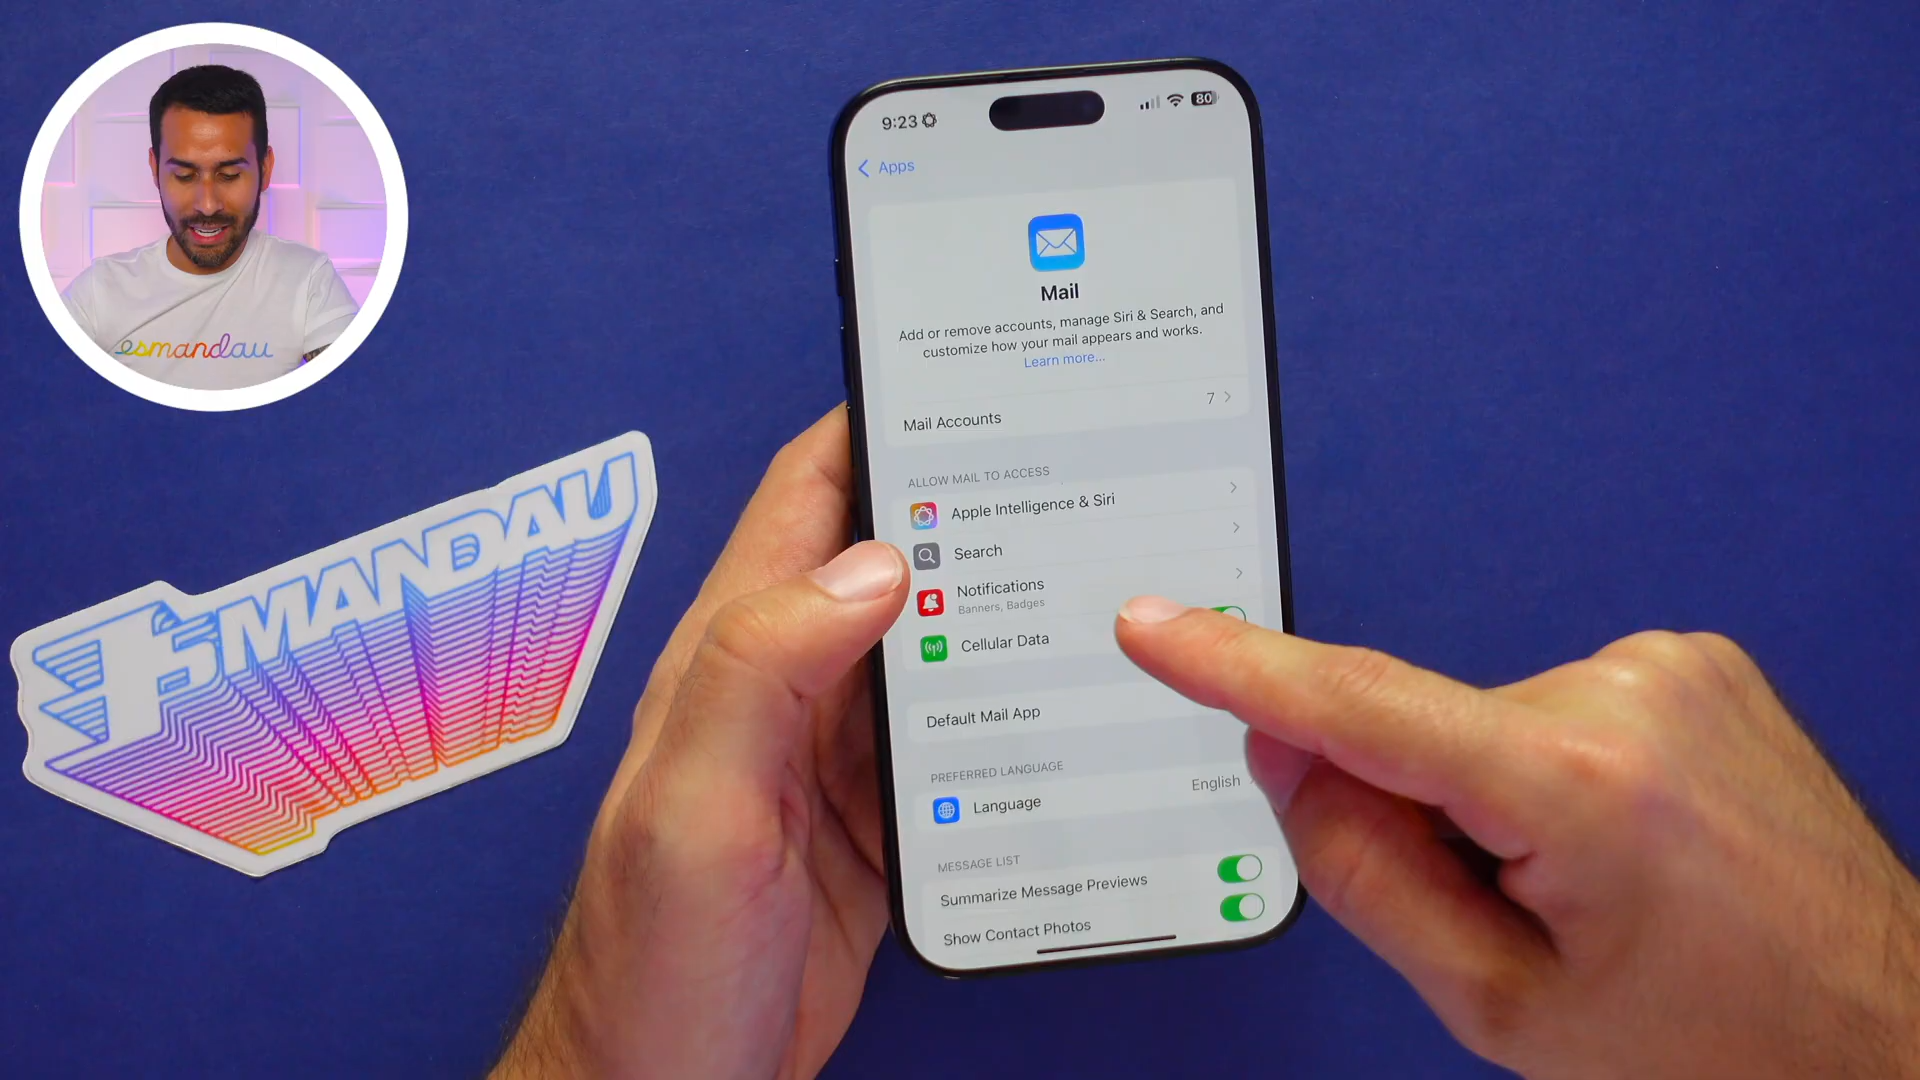 9:23
80
Apps
Mail
Add or remove accounts, manage Siri & Search, and
customize how your mail appears and works.
Learn more...
Mail Accounts
7
ALLOW MAIL TO ACCESS
Apple Intelligence & Siri
Search
Notifications
Banners, Badges
Cellular Data
Default Mail App
PREFERRED LANGUAGE
Language
English
MESSAGE LIST
Summarize Message Previews
Show Contact Photos
esmandau
ESMANDAU